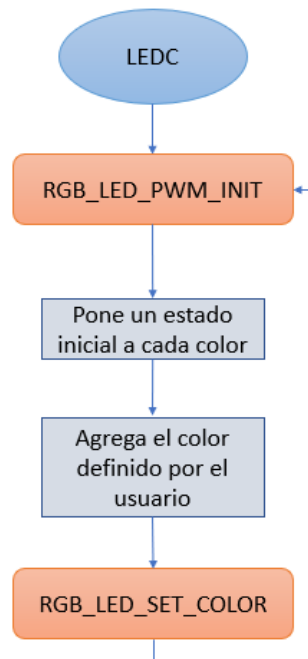 LEDC
RGB_LED_PWM_INIT
Pone un estado
inicial a cada color
Agrega el color
definido por el
usuario
RGB_LED_SET_COLOR